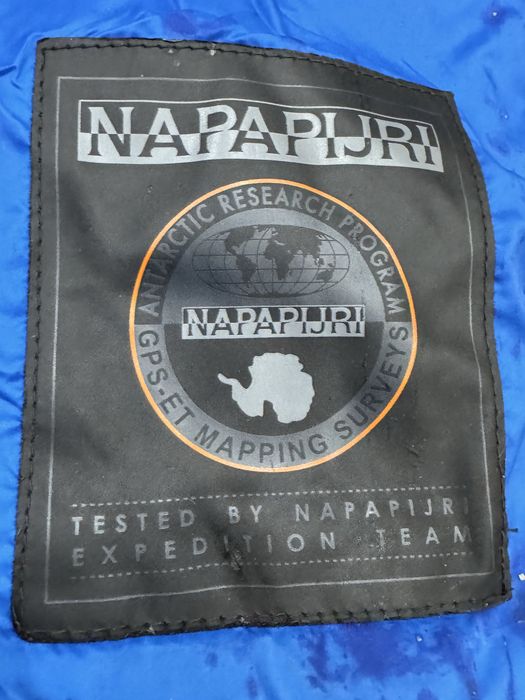 NAPAPIJRI
ANTARCTIC RESEARCH PROGRAM
NAPAPIJRI
GPS-ET MAPPING SURVEYS
TESTED BY NAPAPIJRI
EXPEDITION TEAM